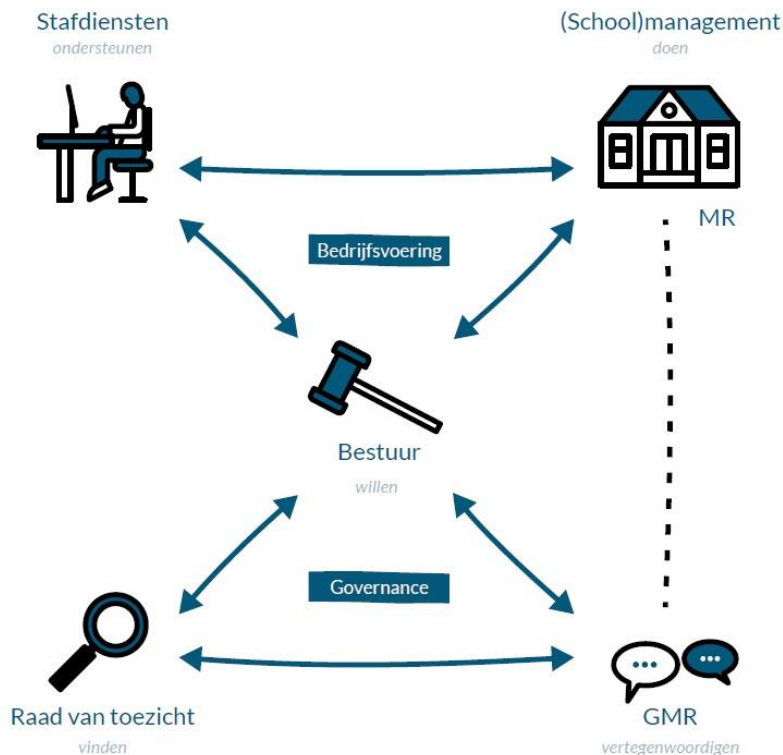 Stafdiensten
ondersteunen
(School)management
doen
MR
Bedrijfsvoering
Bestuur
willen
Governance
Raad van toezicht
vinden
GMR
vertegenwoordigen